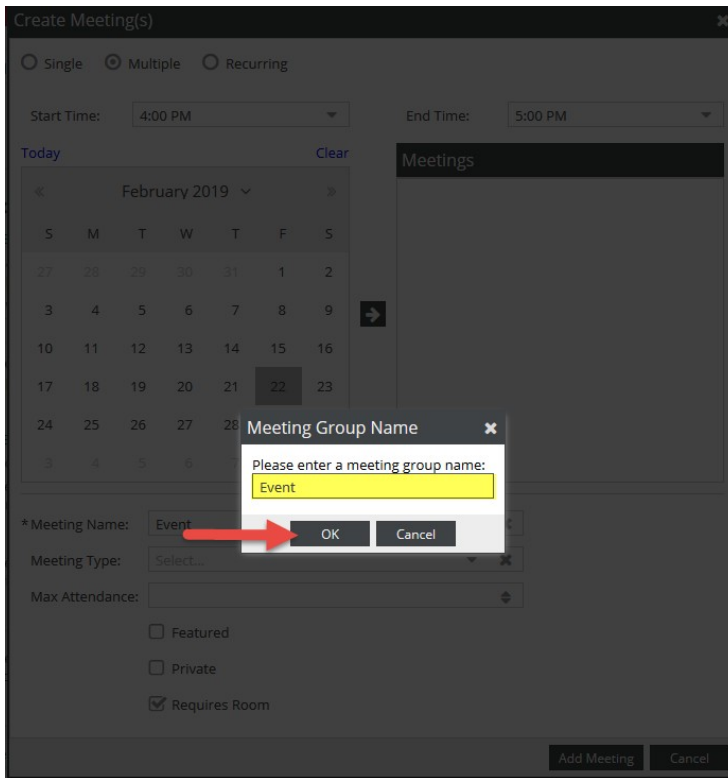 Create Meeting(s)
Single Multiple Recurring
Start Time: 4:00 PM End Time: 5:00 PM
Today Clear Meetings
« February 2019 »
S M T W T F S
27 28 29 30 31 1 2
3 4 5 6 7 8 9
10 11 12 13 14 15 16
17 18 19 20 21 22 23
24 25 26 27 28
3 4 5 6
Meeting Group Name
Please enter a meeting group name:
Event
OK Cancel
*Meeting Name: Event
Meeting Type: Select...
Max Attendance:
Featured
Private
Requires Room
Add Meeting Cancel